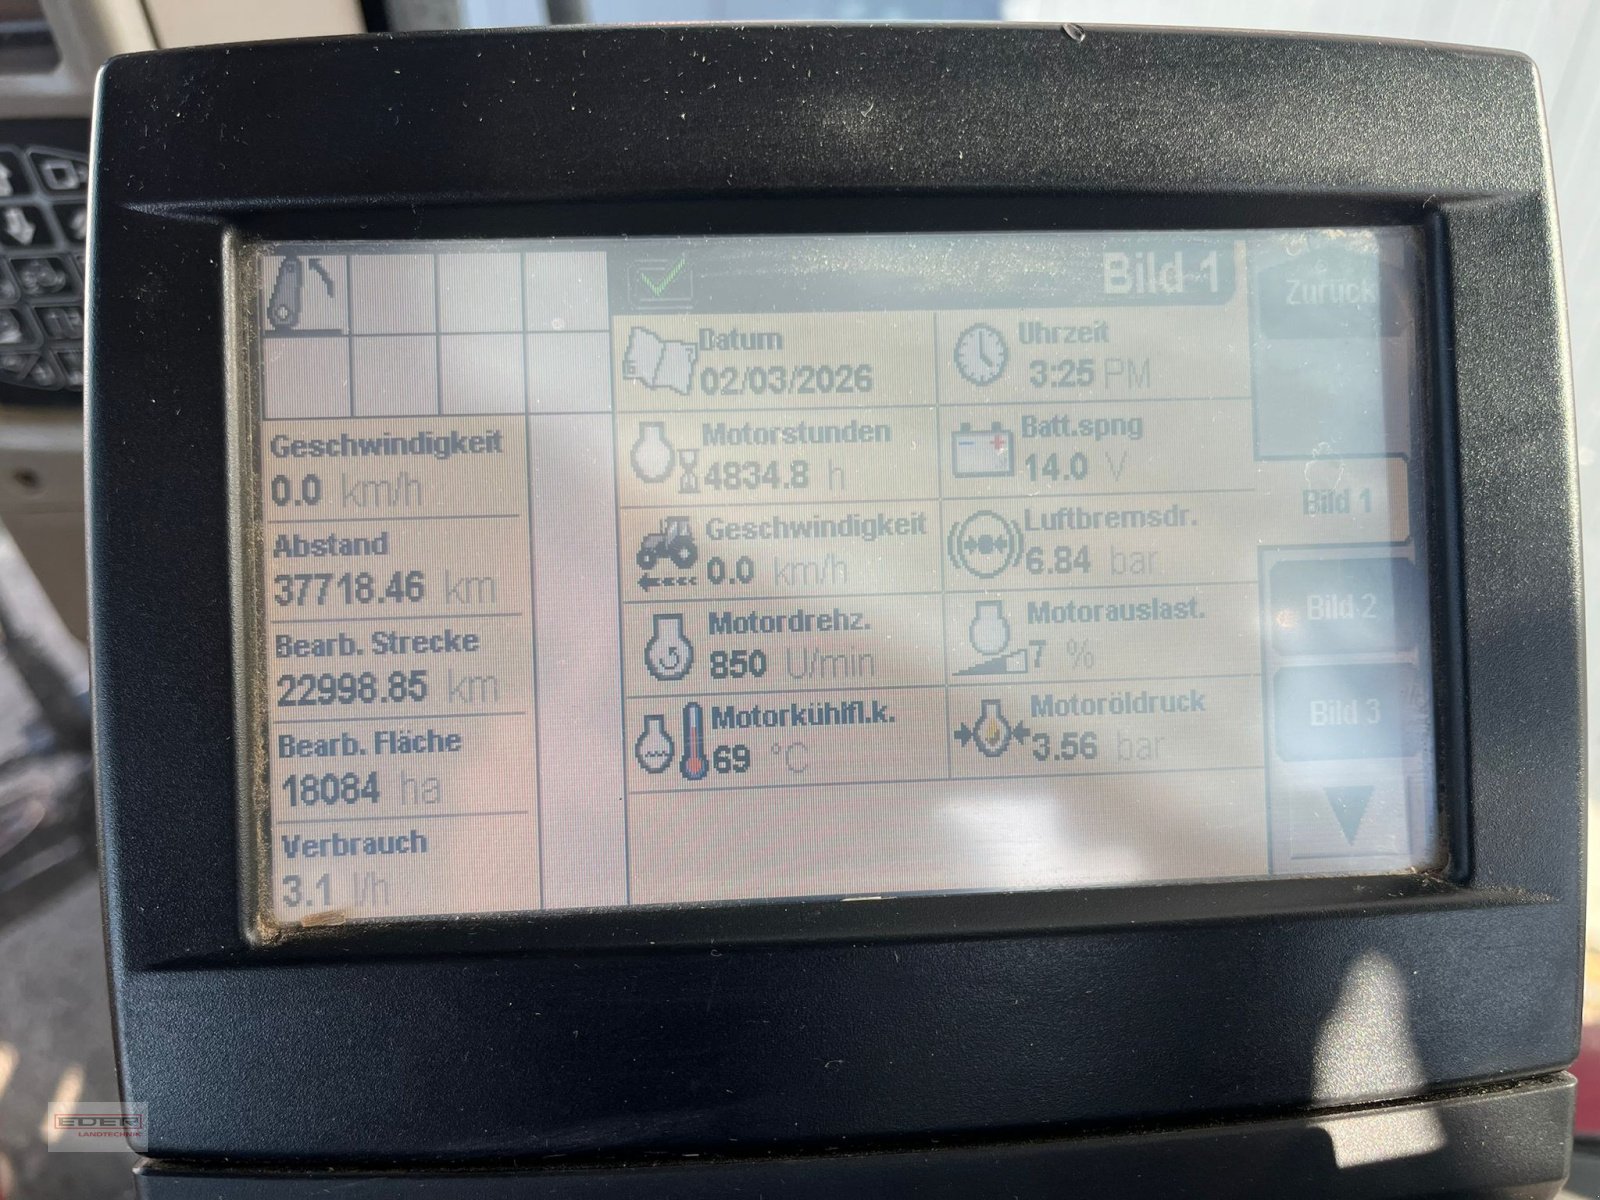 Bild 1
Zurück
Datum
02/03/2026
Uhrzeit
3:25 PM
Motorstunden
4834.8 h
Batt.spng
14.0 V
Geschwindigkeit
0.0 km/h
Luftbremsdr.
6.84 bar
Motordrehz.
850 U/min
Motorauslast.
7 %
Motorkühlfl.k.
69 °C
Motoröldruck
3.56 bar
Geschwindigkeit
0.0 km/h
Abstand
37718.46 km
Bearb. Strecke
22998.85 km
Bearb. Fläche
18084 ha
Verbrauch
3.1 l/h
Bild 1
Bild 2
Bild 3
EDER
LANDTECHNIK